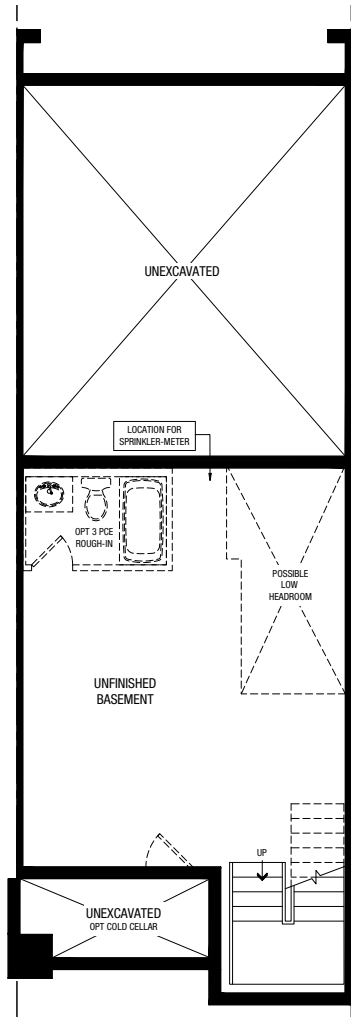 UNEXCAVATED
LOCATION FOR
SPRINKLER-METER
OPT 3 PCE
ROUGH-IN
POSSIBLE
LOW
HEADROOM
UNFINISHED
BASEMENT
UP
UNEXCAVATED
OPT COLD CELLAR